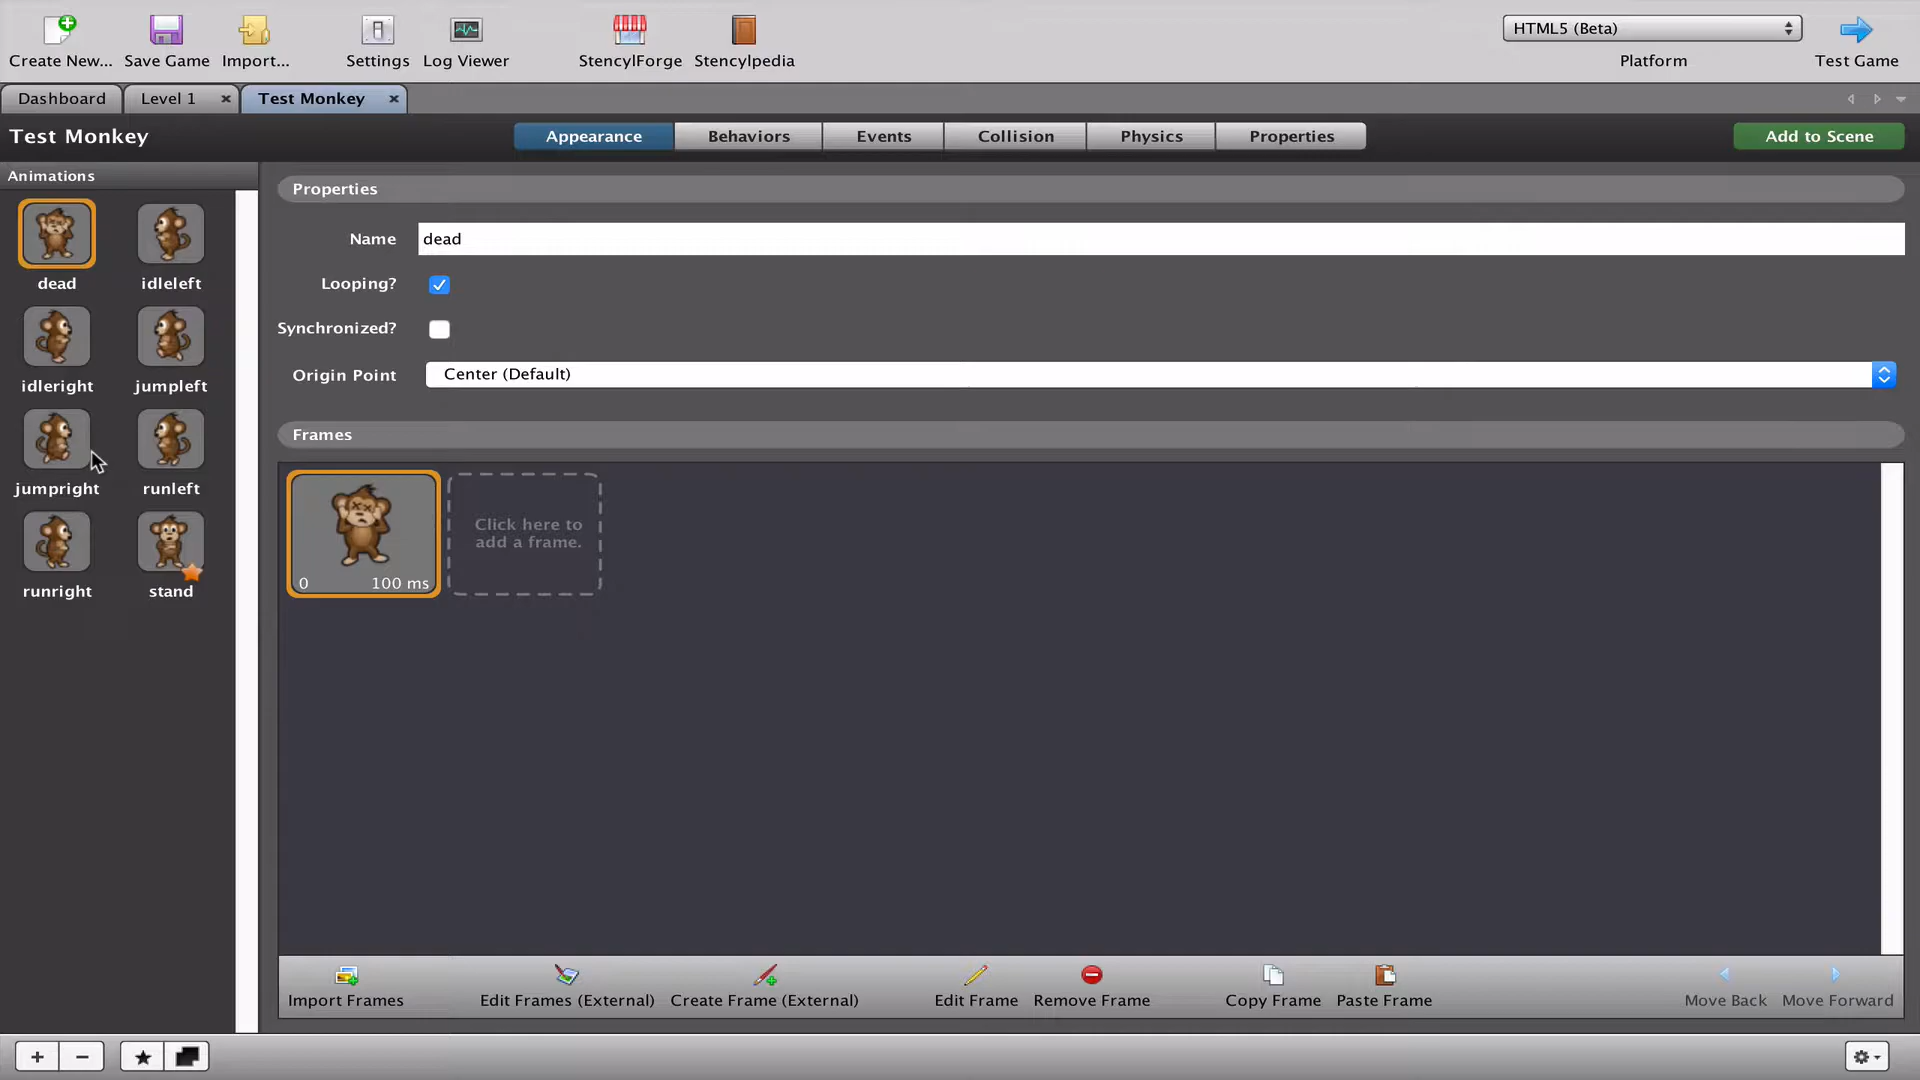 Create New... Save Game Import... Settings Log Viewer StencylForge Stencylpedia
HTML5 (Beta)
Platform
Test Game
Dashboard Level 1 Test Monkey
Test Monkey
Appearance Behaviors Events Collision Physics Properties
Add to Scene
Animations
dead idleleft
idleright jumpleft
jumpright runleft
runright stand
Properties
Name dead
Looping?
Synchronized?
Origin Point Center (Default)
Frames
0 100 ms
Click here to
add a frame.
Import Frames Edit Frames (External) Create Frame (External) Edit Frame Remove Frame Copy Frame Paste Frame Move Back Move Forward